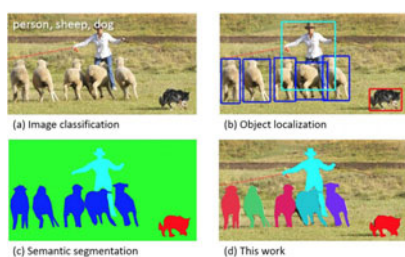 person, sheep, dog
(a) Image classification
(b) Object localization
(c) Semantic segmentation
(d) This work